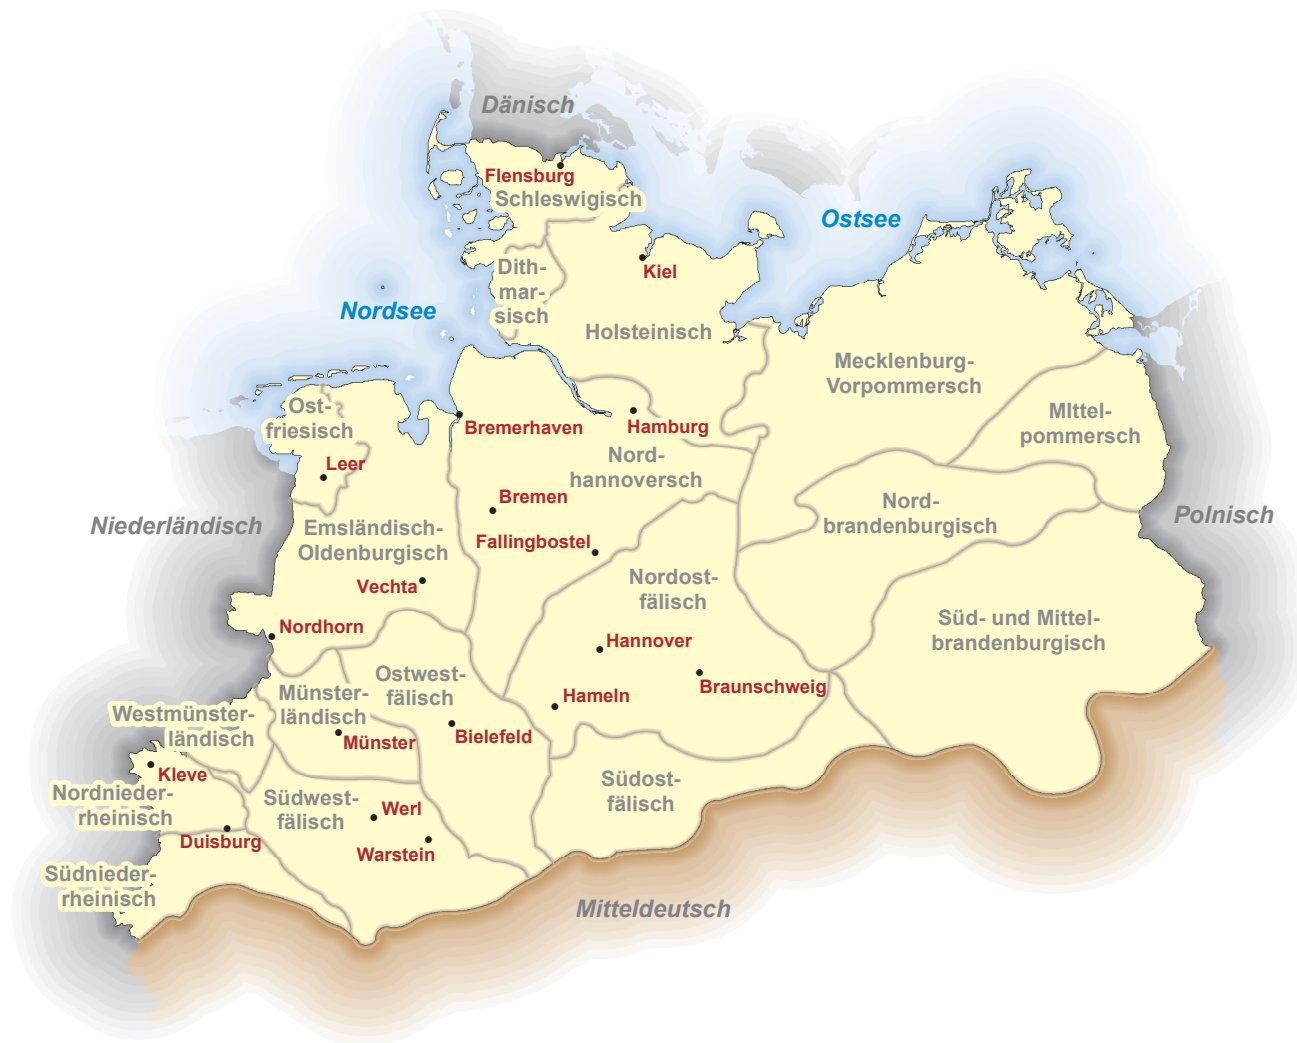 Dänisch
Flensburg
Schleswigisch
Ostsee
Dith-
mar-
sisch
Kiel
Nordsee
Holsteinisch
Mecklenburg-
Vorpommersch
Ost-
friesisch
MIttel-
pommersch
Bremerhaven
Hamburg
Leer
Nord-
hannoversch
Bremen
Nord-
brandenburgisch
Niederländisch
Polnisch
Emsländisch-
Oldenburgisch
Fallingbostel
Vechta
Nordost-
fälisch
Nordhorn
Süd- und Mittel-
brandenburgisch
Hannover
Ostwest-
fälisch
Braunschweig
Münster-
ländisch
Hameln
Westmünster-
ländisch
Münster
Bielefeld
Kleve
Südost-
fälisch
Nordnieder-
rheinisch
Südwest-
fälisch
Werl
Duisburg
Warstein
Südnieder-
rheinisch
Mitteldeutsch